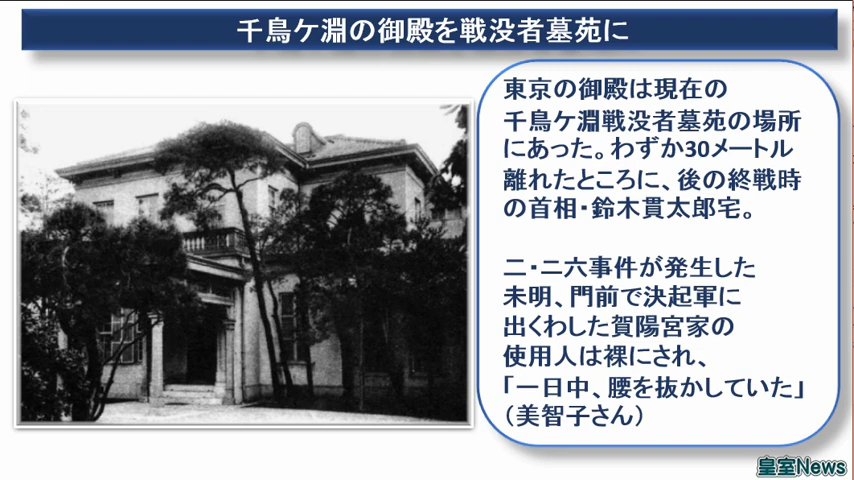 千鳥ケ淵の御殿を戦没者墓苑に
東京の御殿は現在の
千鳥ケ淵戦没者墓苑の場所
にあった。わずか30メートル
離れたところに、後の終戦時
の首相・鈴木貫太郎宅。
二・二六事件が発生した
未明、門前で決起軍に
出くわした賀陽宮家の
使用人は裸にされ、
「一日中、腰を抜かしていた」
（美智子さん）
皇室News